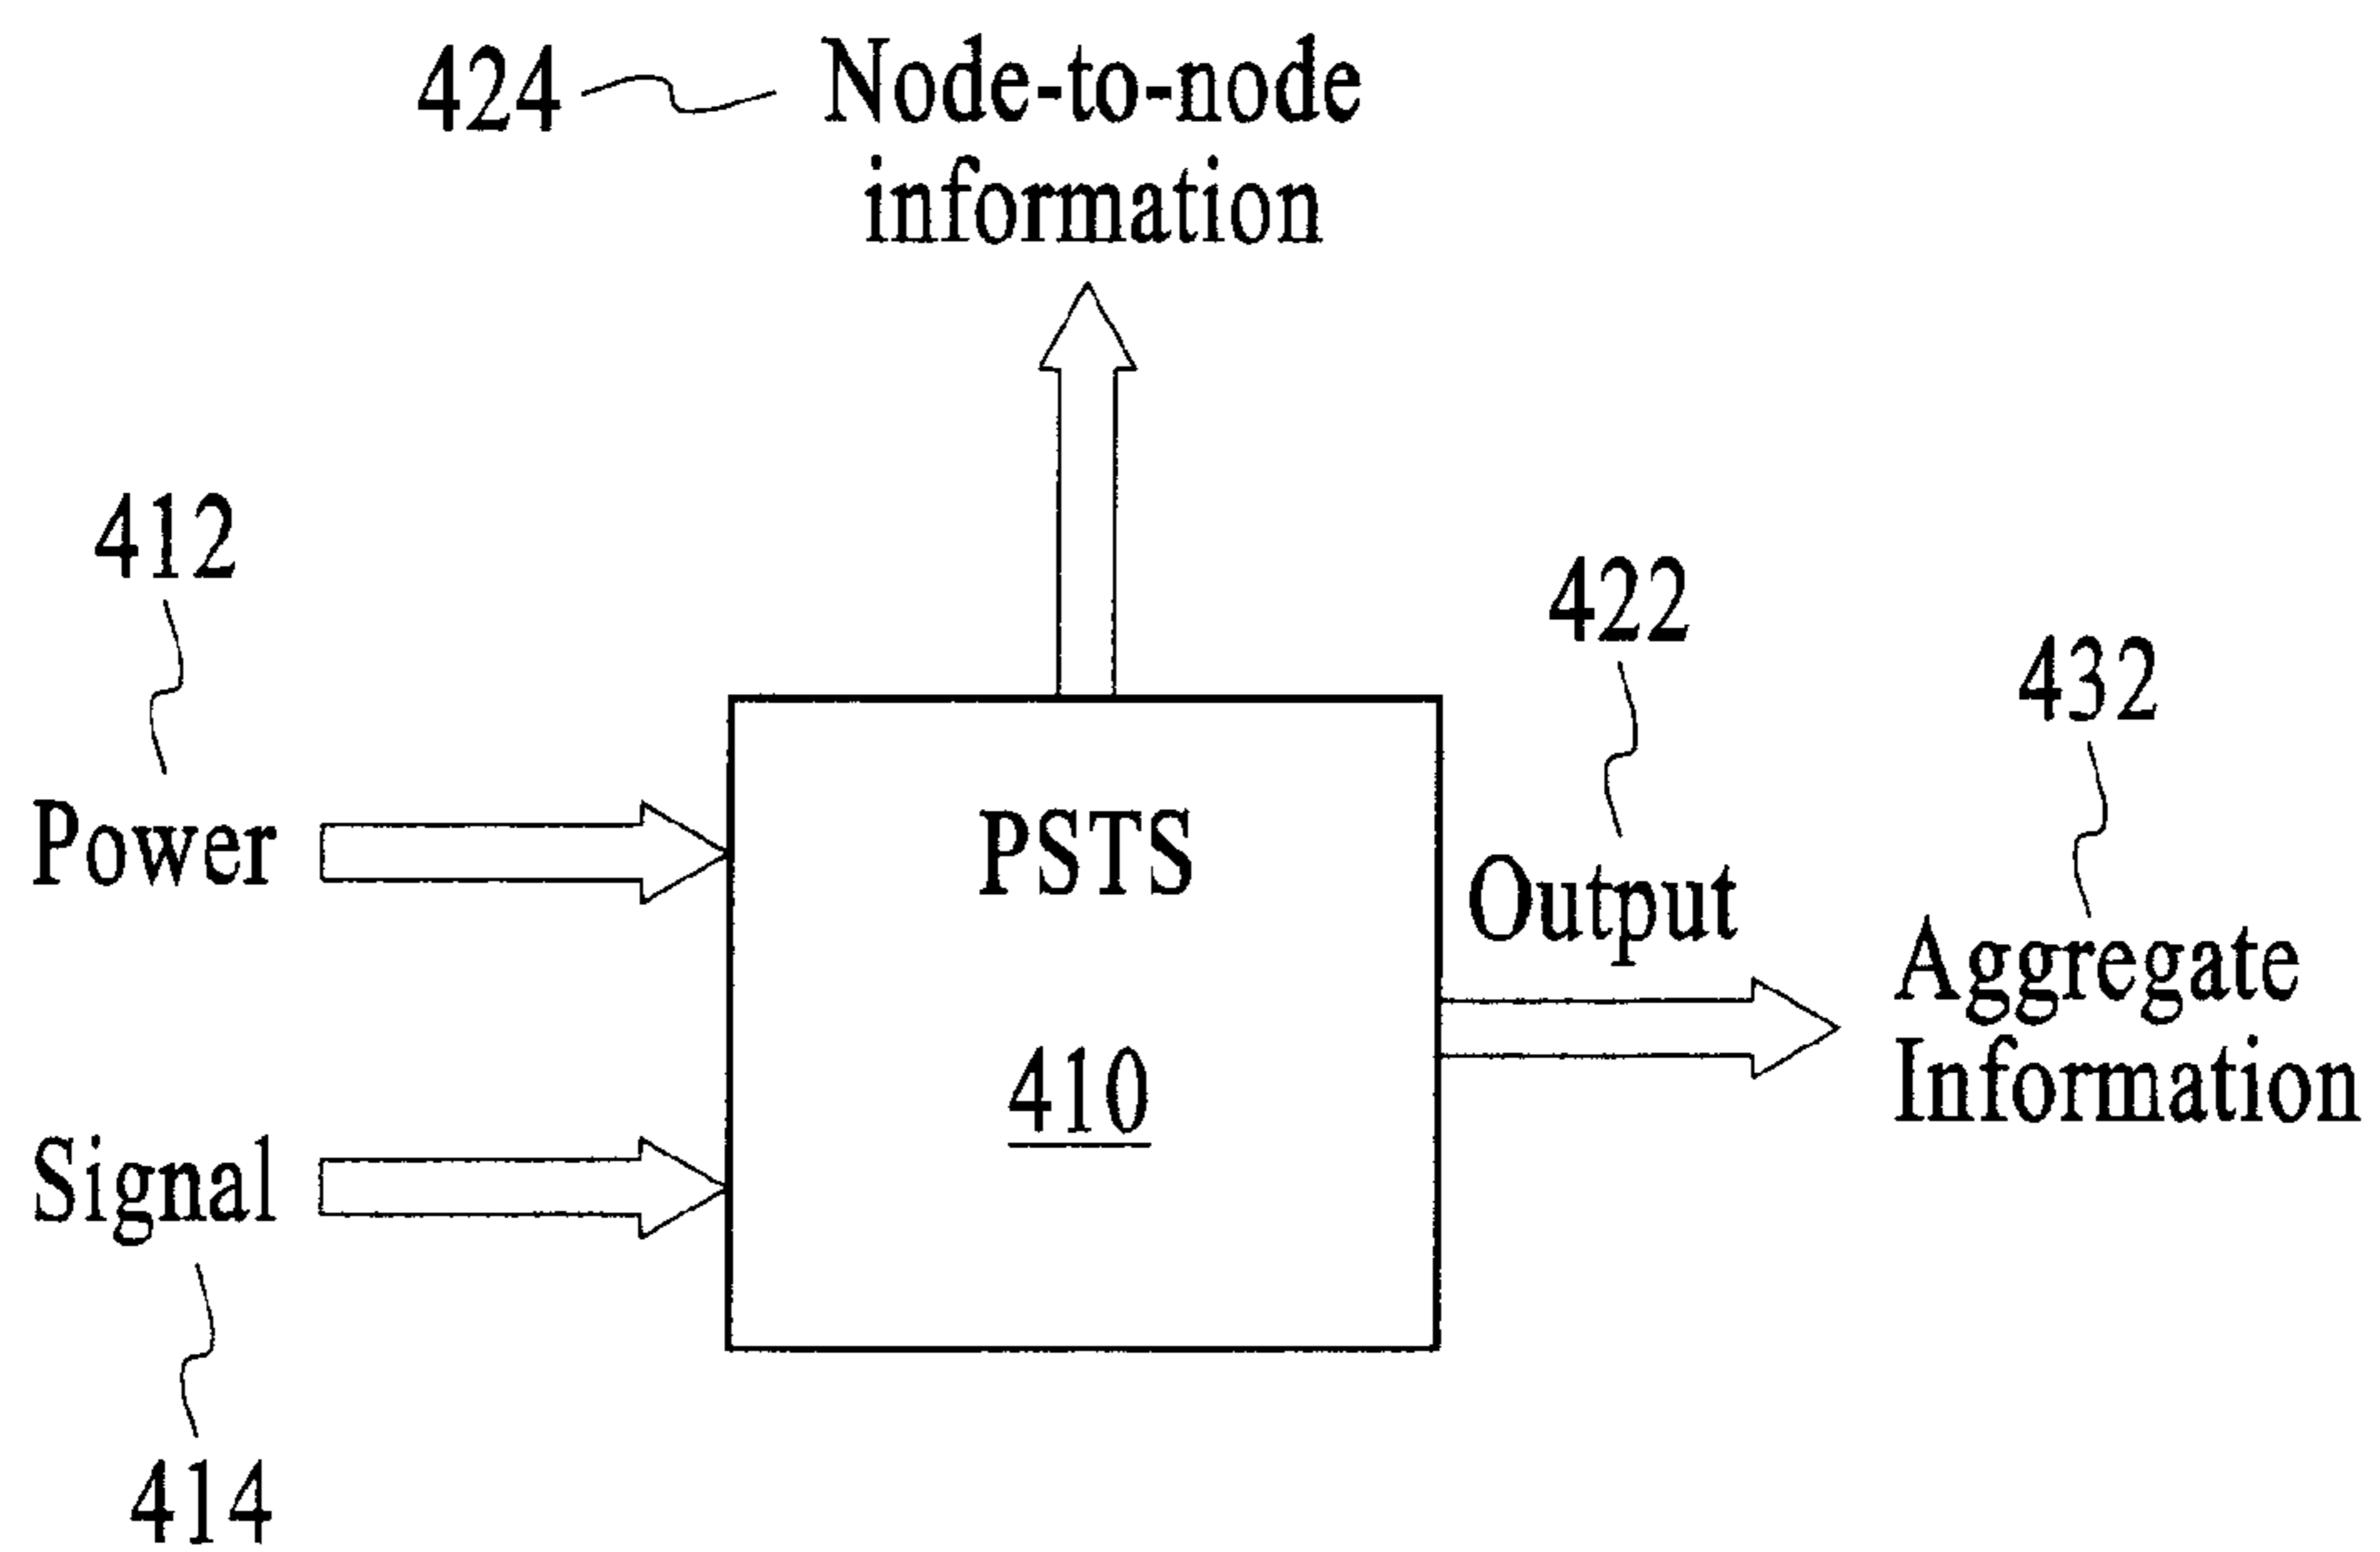 424
Node-to-node
information
412
422
432
Power
PSTS
Output
Aggregate
Information
410
Signal
414